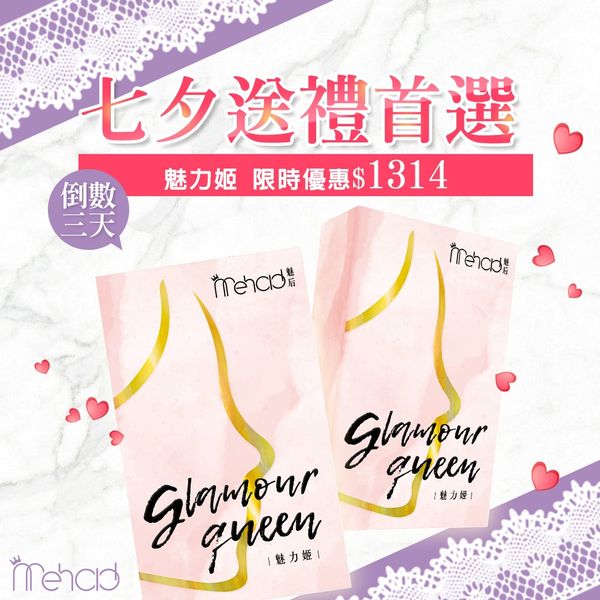 七夕送禮首選
魅力姬 限時優惠$1314
倒數
三天
mehad 魅后
Glamour
queen
|魅力姬|
mehad 魅后
Glamour
queen
|魅力姬|
mehad